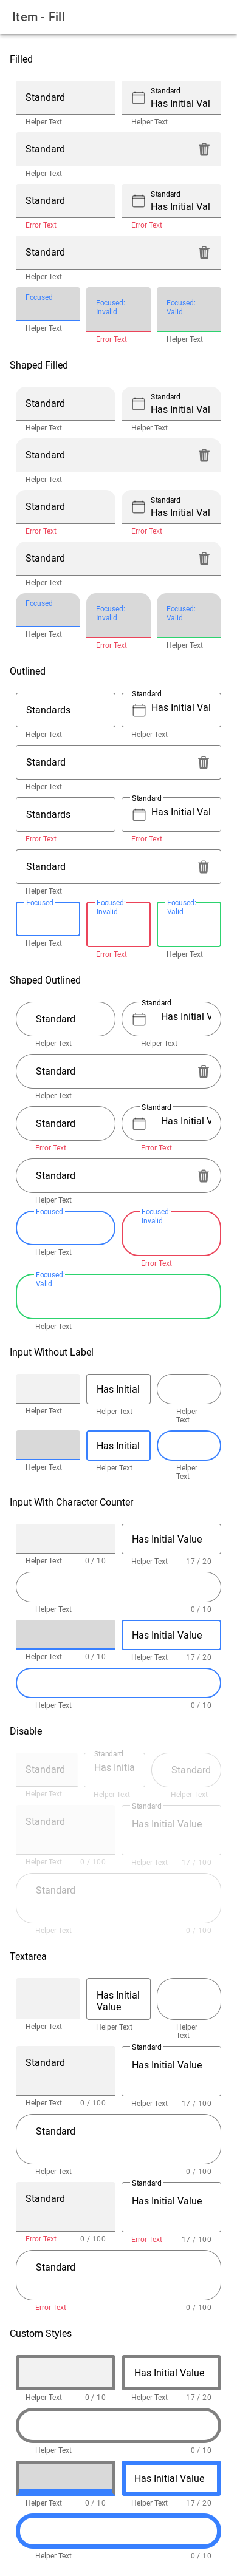 Item - Fill
Filled
Standard
Standard
Has Initial Valu
Helper Text
Helper Text
Standard
Helper Text
Standard
Standard
Has Initial Valu
Error Text
Error Text
Standard
Helper Text
Focused
Focused:
Invalid
Focused:
Valid
Helper Text
Error Text
Helper Text
Shaped Filled
Standard
Standard
Has Initial Valu
Helper Text
Helper Text
Standard
Helper Text
Standard
Standard
Has Initial Valu
Error Text
Error Text
Standard
Helper Text
Focused
Focused:
Invalid
Focused:
Valid
Helper Text
Error Text
Helper Text
Outlined
Standards
Standard
Has Initial Val
Helper Text
Helper Text
Standard
Helper Text
Standards
Standard
Has Initial Val
Error Text
Error Text
Standard
Helper Text
Focused
Focused:
Invalid
Focused:
Valid
Helper Text
Error Text
Helper Text
Shaped Outlined
Standard
Standard
Has Initial V
Helper Text
Helper Text
Standard
Helper Text
Standard
Standard
Has Initial V
Error Text
Error Text
Standard
Helper Text
Focused
Focused:
Invalid
Helper Text
Error Text
Focused:
Valid
Helper Text
Input Without Label
Has Initial
Helper Text
Helper Text
Helper
Text
Has Initial
Helper Text
Helper Text
Helper
Text
Input With Character Counter
Has Initial Value
Helper Text 0 / 10
Helper Text 17 / 20
Helper Text 0 / 10
Has Initial Value
Helper Text 0 / 10
Helper Text 17 / 20
Helper Text 0 / 10
Disable
Standard
Standard
Has Initia
Standard
Helper Text
Helper Text
Helper Text
Standard
Standard
Has Initial Value
Helper Text 0 / 100
Helper Text 17 / 100
Standard
Helper Text 0 / 100
Textarea
Has Initial
Value
Helper Text
Helper Text
Helper
Text
Standard
Standard
Has Initial Value
Helper Text 0 / 100
Helper Text 17 / 100
Standard
Helper Text 0 / 100
Standard
Standard
Has Initial Value
Error Text 0 / 100
Error Text 17 / 100
Standard
Error Text 0 / 100
Custom Styles
Has Initial Value
Helper Text 0 / 10
Helper Text 17 / 20
Helper Text 0 / 10
Has Initial Value
Helper Text 0 / 10
Helper Text 17 / 20
Helper Text 0 / 10